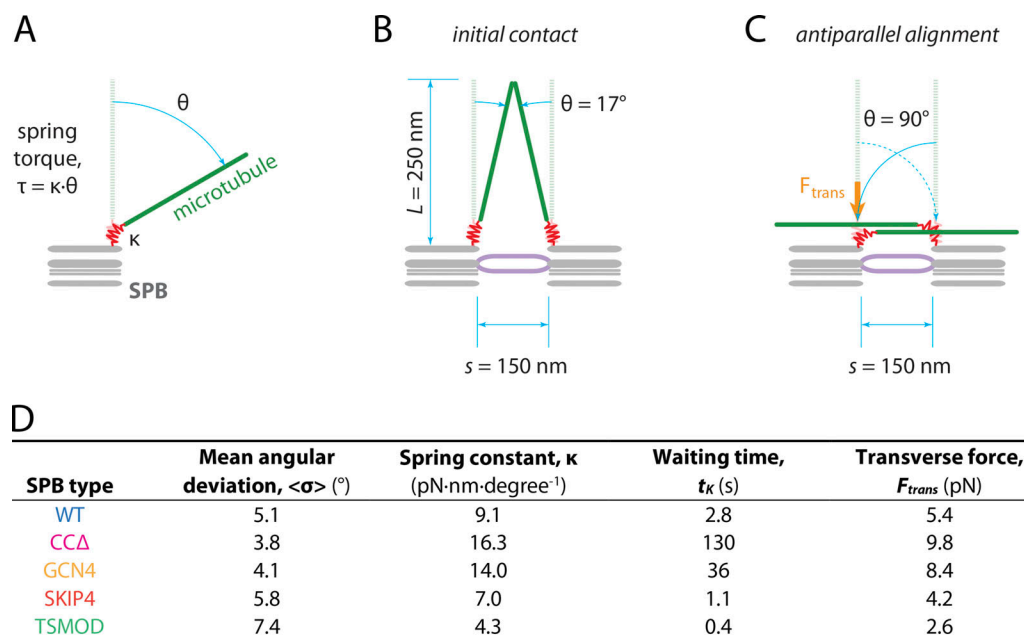 A
θ
spring
torque,
τ = κ·θ
microtubule
κ
SPB
B
initial contact
θ = 17°
L = 250 nm
s = 150 nm
C
antiparallel alignment
θ = 90°
Ftrans
s = 150 nm
D
SPB type Mean angular deviation, <σ> (°) Spring constant, κ (pN·nm·degree⁻¹) Waiting time, tK (s) Transverse force, Ftrans (pN)
WT 5.1 9.1 2.8 5.4
CCΔ 3.8 16.3 130 9.8
GCN4 4.1 14.0 36 8.4
SKIP4 5.8 7.0 1.1 4.2
TSMOD 7.4 4.3 0.4 2.6